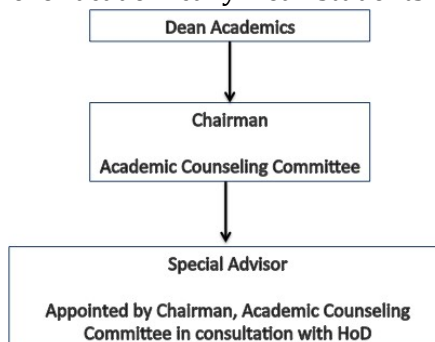 Dean Academics
Chairman
Academic Counseling Committee
Special Advisor
Appointed by Chairman, Academic Counseling
Committee in consultation with HoD